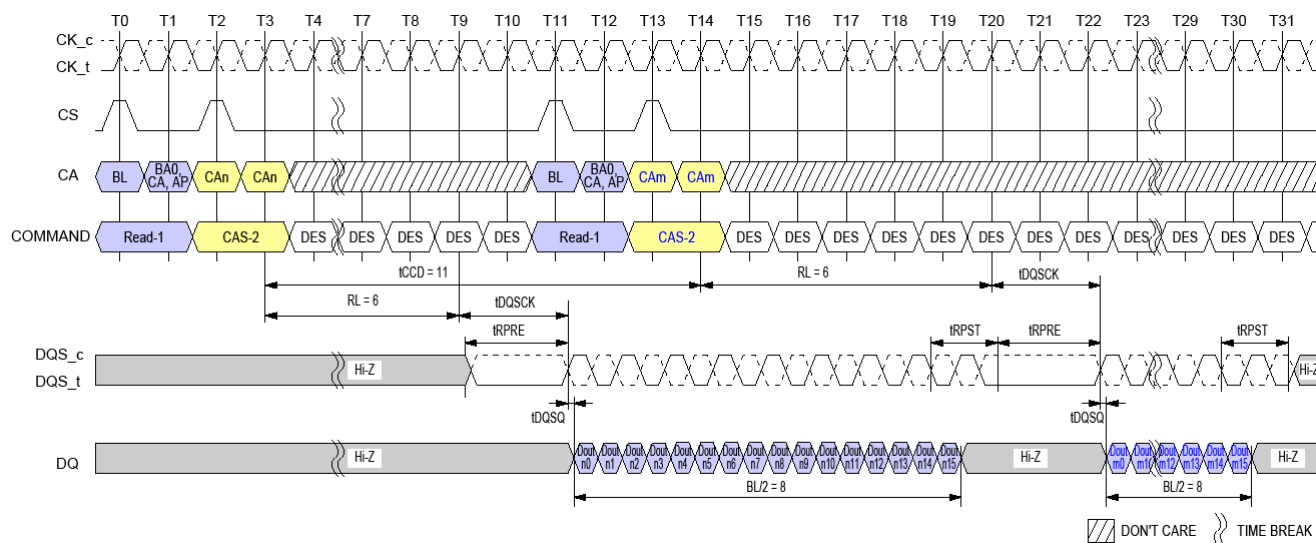 T0 T1 T2 T3 T4 T7 T8 T9 T10 T11 T12 T13 T14 T15 T16 T17 T18 T19 T20 T21 T22 T23 T29 T30 T31
CK_c
CK_t
CS
CA BL BA0, CA, AP CAn CAn BL BA0, CA, AP CAm CAm
COMMAND Read-1 CAS-2 DES DES DES DES DES Read-1 CAS-2 DES DES DES DES DES DES DES DES DES DES DES DES
tCCD = 11 RL = 6 tDQSCK
RL = 6 tDQSCK
tRPRE tRPST tRPRE tRPST
DQS_c
DQS_t
Hi-Z Hi-Z
tDQSQ tDQSQ
DQ Hi-Z Dout n0 Dout n1 Dout n2 Dout n3 Dout n4 Dout n5 Dout n6 Dout n7 Dout n8 Dout n9 Dout n10 Dout n11 Dout n12 Dout n13 Dout n14 Dout n15 Hi-Z Dout m0 Dout m10 Dout m12 Dout m13 Dout m14 Dout m15 Hi-Z
BL/2 = 8 BL/2 = 8
DON'T CARE TIME BREAK